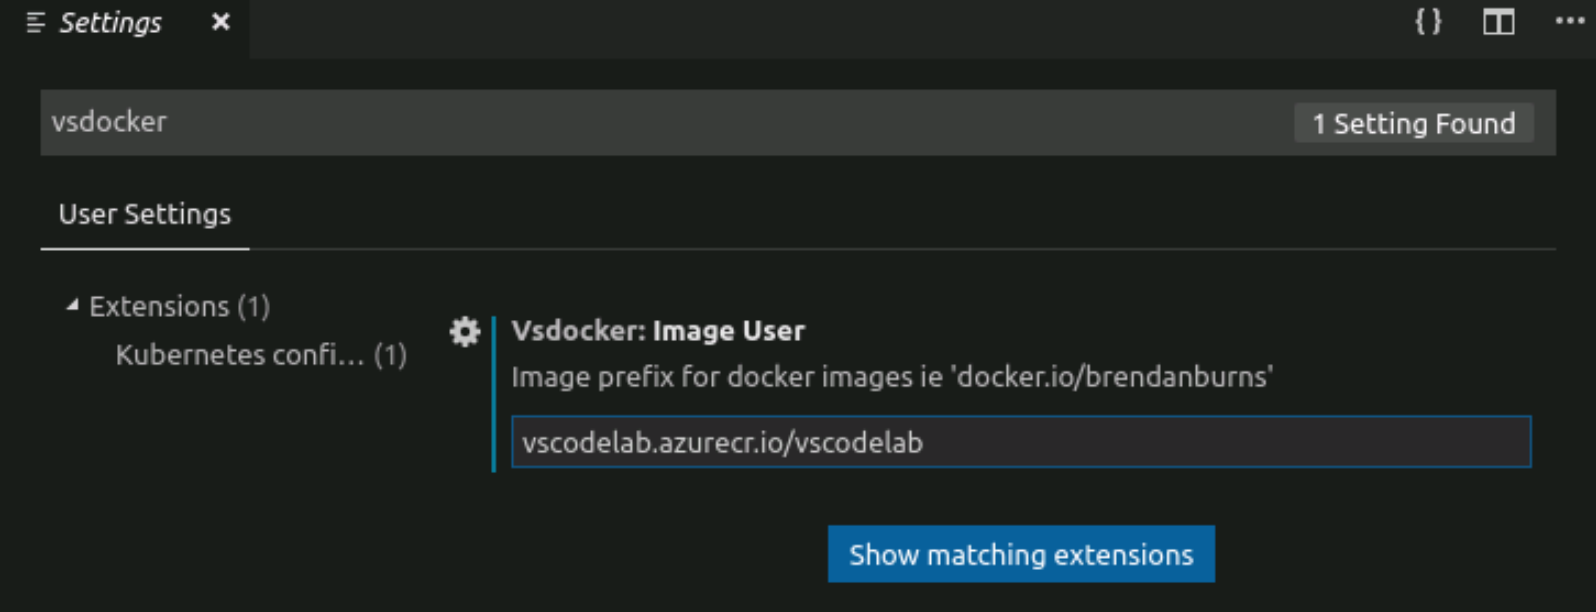 Settings
vsdocker
1 Setting Found
User Settings
Extensions (1)
Kubernetes confi... (1)
Vsdocker: Image User
Image prefix for docker images ie 'docker.io/brendanburns'
vscodelab.azurecr.io/vscodelab
Show matching extensions